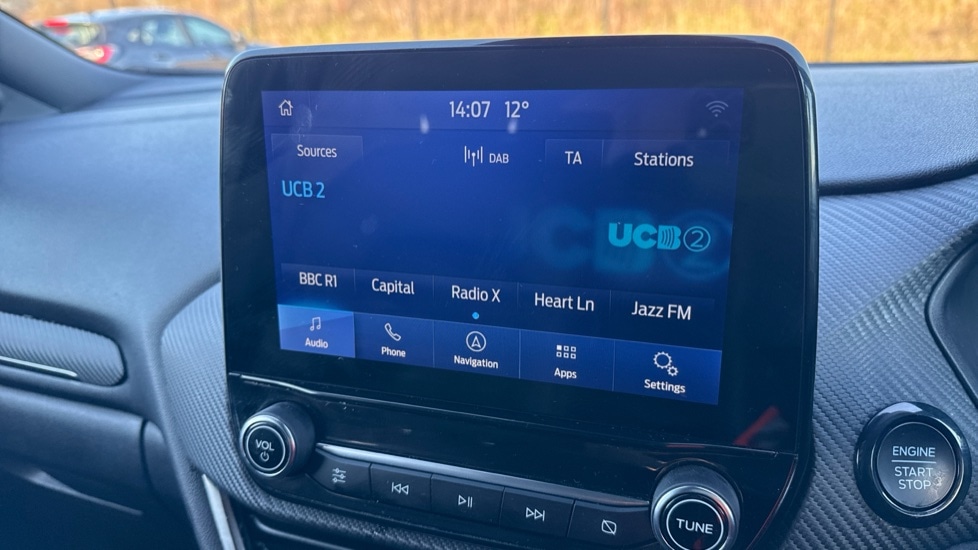 14:07 12°
Sources DAB TA Stations
UCB 2
UCB2
BBC R1 Capital Radio X Heart Ln Jazz FM
Audio Phone Navigation Apps Settings
VOL
TUNE
ENGINE
START
STOP